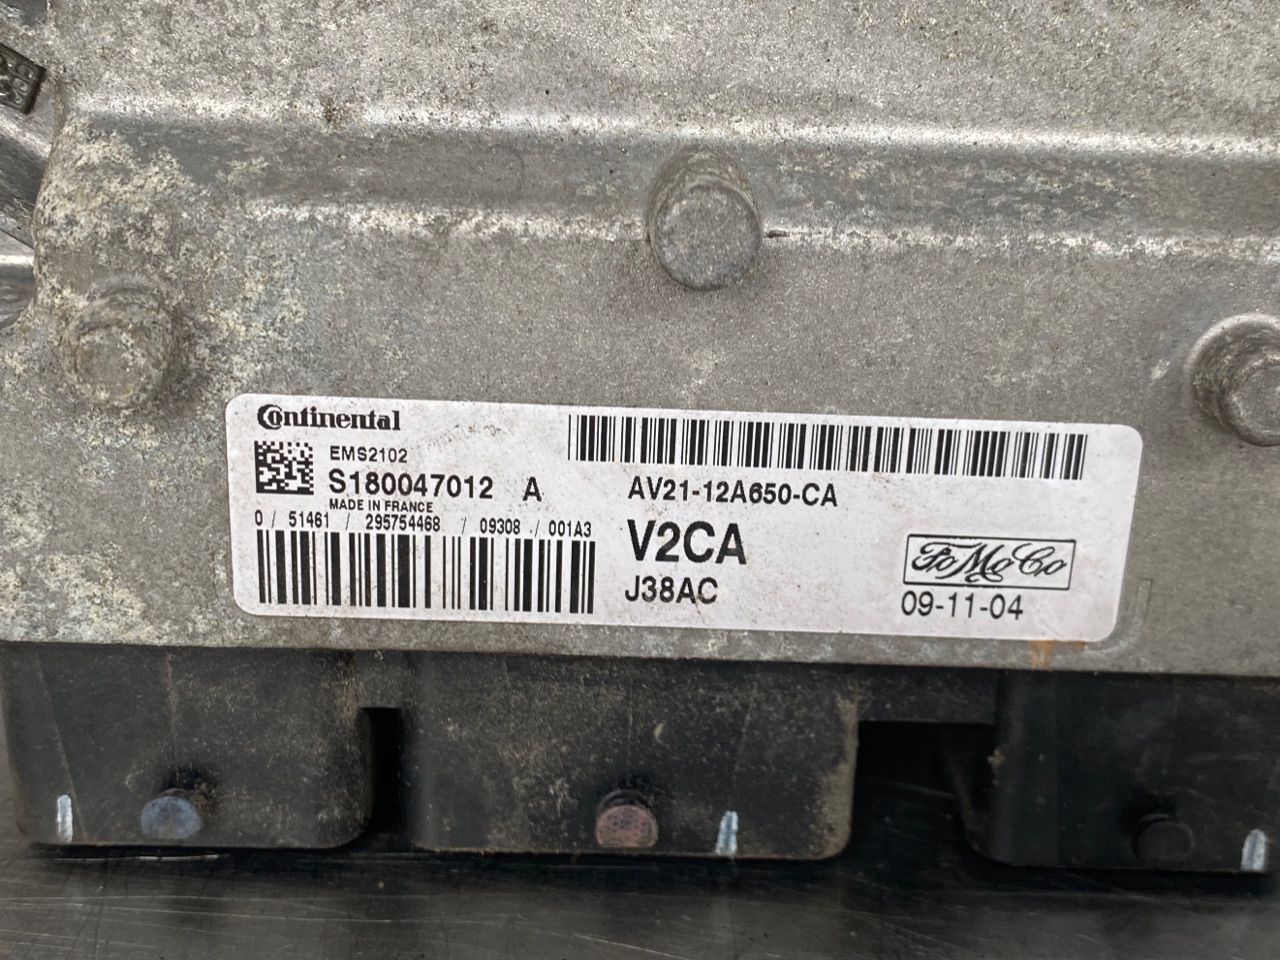 Continental
EMS2102
S180047012 A
MADE IN FRANCE
0 / 51461 / 295754468 / 09308 / 001A3
AV21-12A650-CA
V2CA
J38AC
FoMoCo
09-11-04